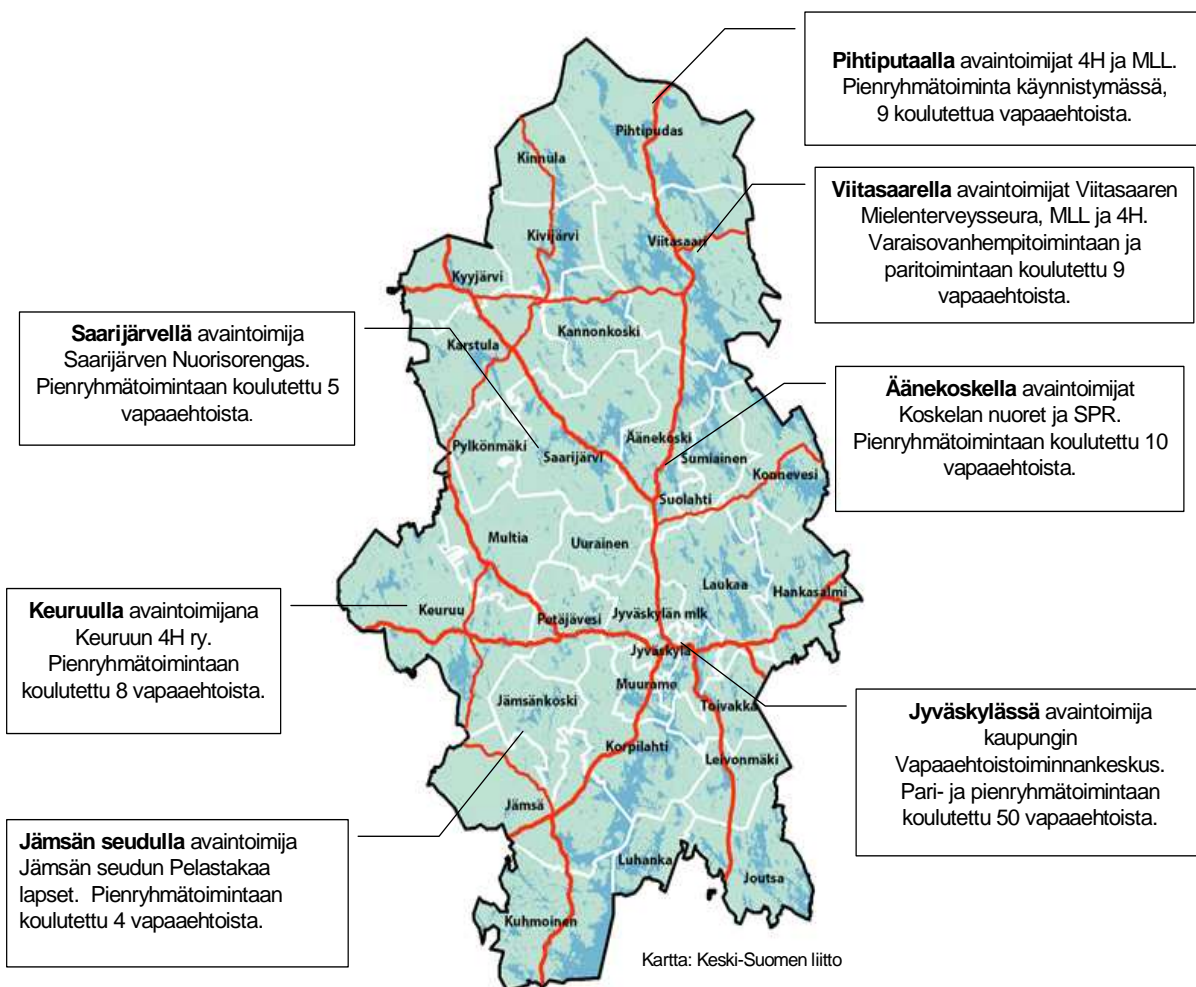 Pihtiputaalla avaintoimijat 4H ja MLL.
Pienryhmätoiminta käynnistymässä,
9 koulutettua vapaaehtoista.
Viitasaarella avaintoimijat Viitasaaren
Mielenterveysseura, MLL ja 4H.
Varaisovanhempitoimintaan ja
paritoimintaan koulutettu 9
vapaaehtoista.
Saarijärvellä avaintoimija
Saarijärven Nuorisorengas.
Pienryhmätoimintaan koulutettu 5
vapaaehtoista.
Äänekoskella avaintoimijat
Koskelan nuoret ja SPR.
Pienryhmätoimintaan koulutettu 10
vapaaehtoista.
Keuruulla avaintoimijana
Keuruun 4H ry.
Pienryhmätoimintaan
koulutettu 8 vapaaehtoista.
Jyväskylässä avaintoimija
kaupungin
Vapaaehtoistoiminnankeskus.
Pari- ja pienryhmätoimintaan
koulutettu 50 vapaaehtoista.
Jämsän seudulla avaintoimija
Jämsän seudun Pelastakaa
lapset. Pienryhmätoimintaan
koulutettu 4 vapaaehtoista.
Pihtipudas
Kinnula
Kivijärvi
Viitasaari
Kyyjärvi
Kannonkoski
Karstula
Äänekoski
Pylkönmäki
Saarijärvi
Sumiainen
Konnevesi
Suolahti
Multia
Uurainen
Laukaa
Hankasalmi
Keuruu
Petäjävesi
Jyväskylän mlk
Jyväskylä
Muurame
Jämsänkoski
Toivakka
Korpilahti
Leivonmäki
Jämsä
Luhanka
Joutsa
Kuhmoinen
Kartta: Keski-Suomen liitto